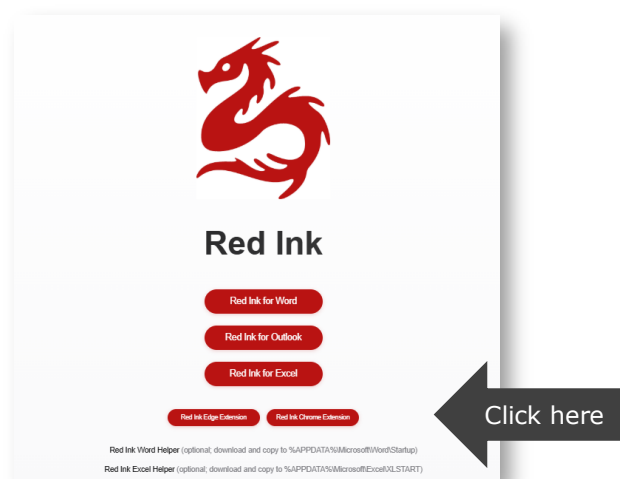 Red Ink
Red Ink for Word
Red Ink for Outlook
Red Ink for Excel
Red Ink Edge Extension Red Ink Chrome Extension
Click here
Red Ink Word Helper (optional; download and copy to %APPDATA%\Microsoft\Word\Startup)
Red Ink Excel Helper (optional; download and copy to %APPDATA%\Microsoft\Excel\XLSTART)